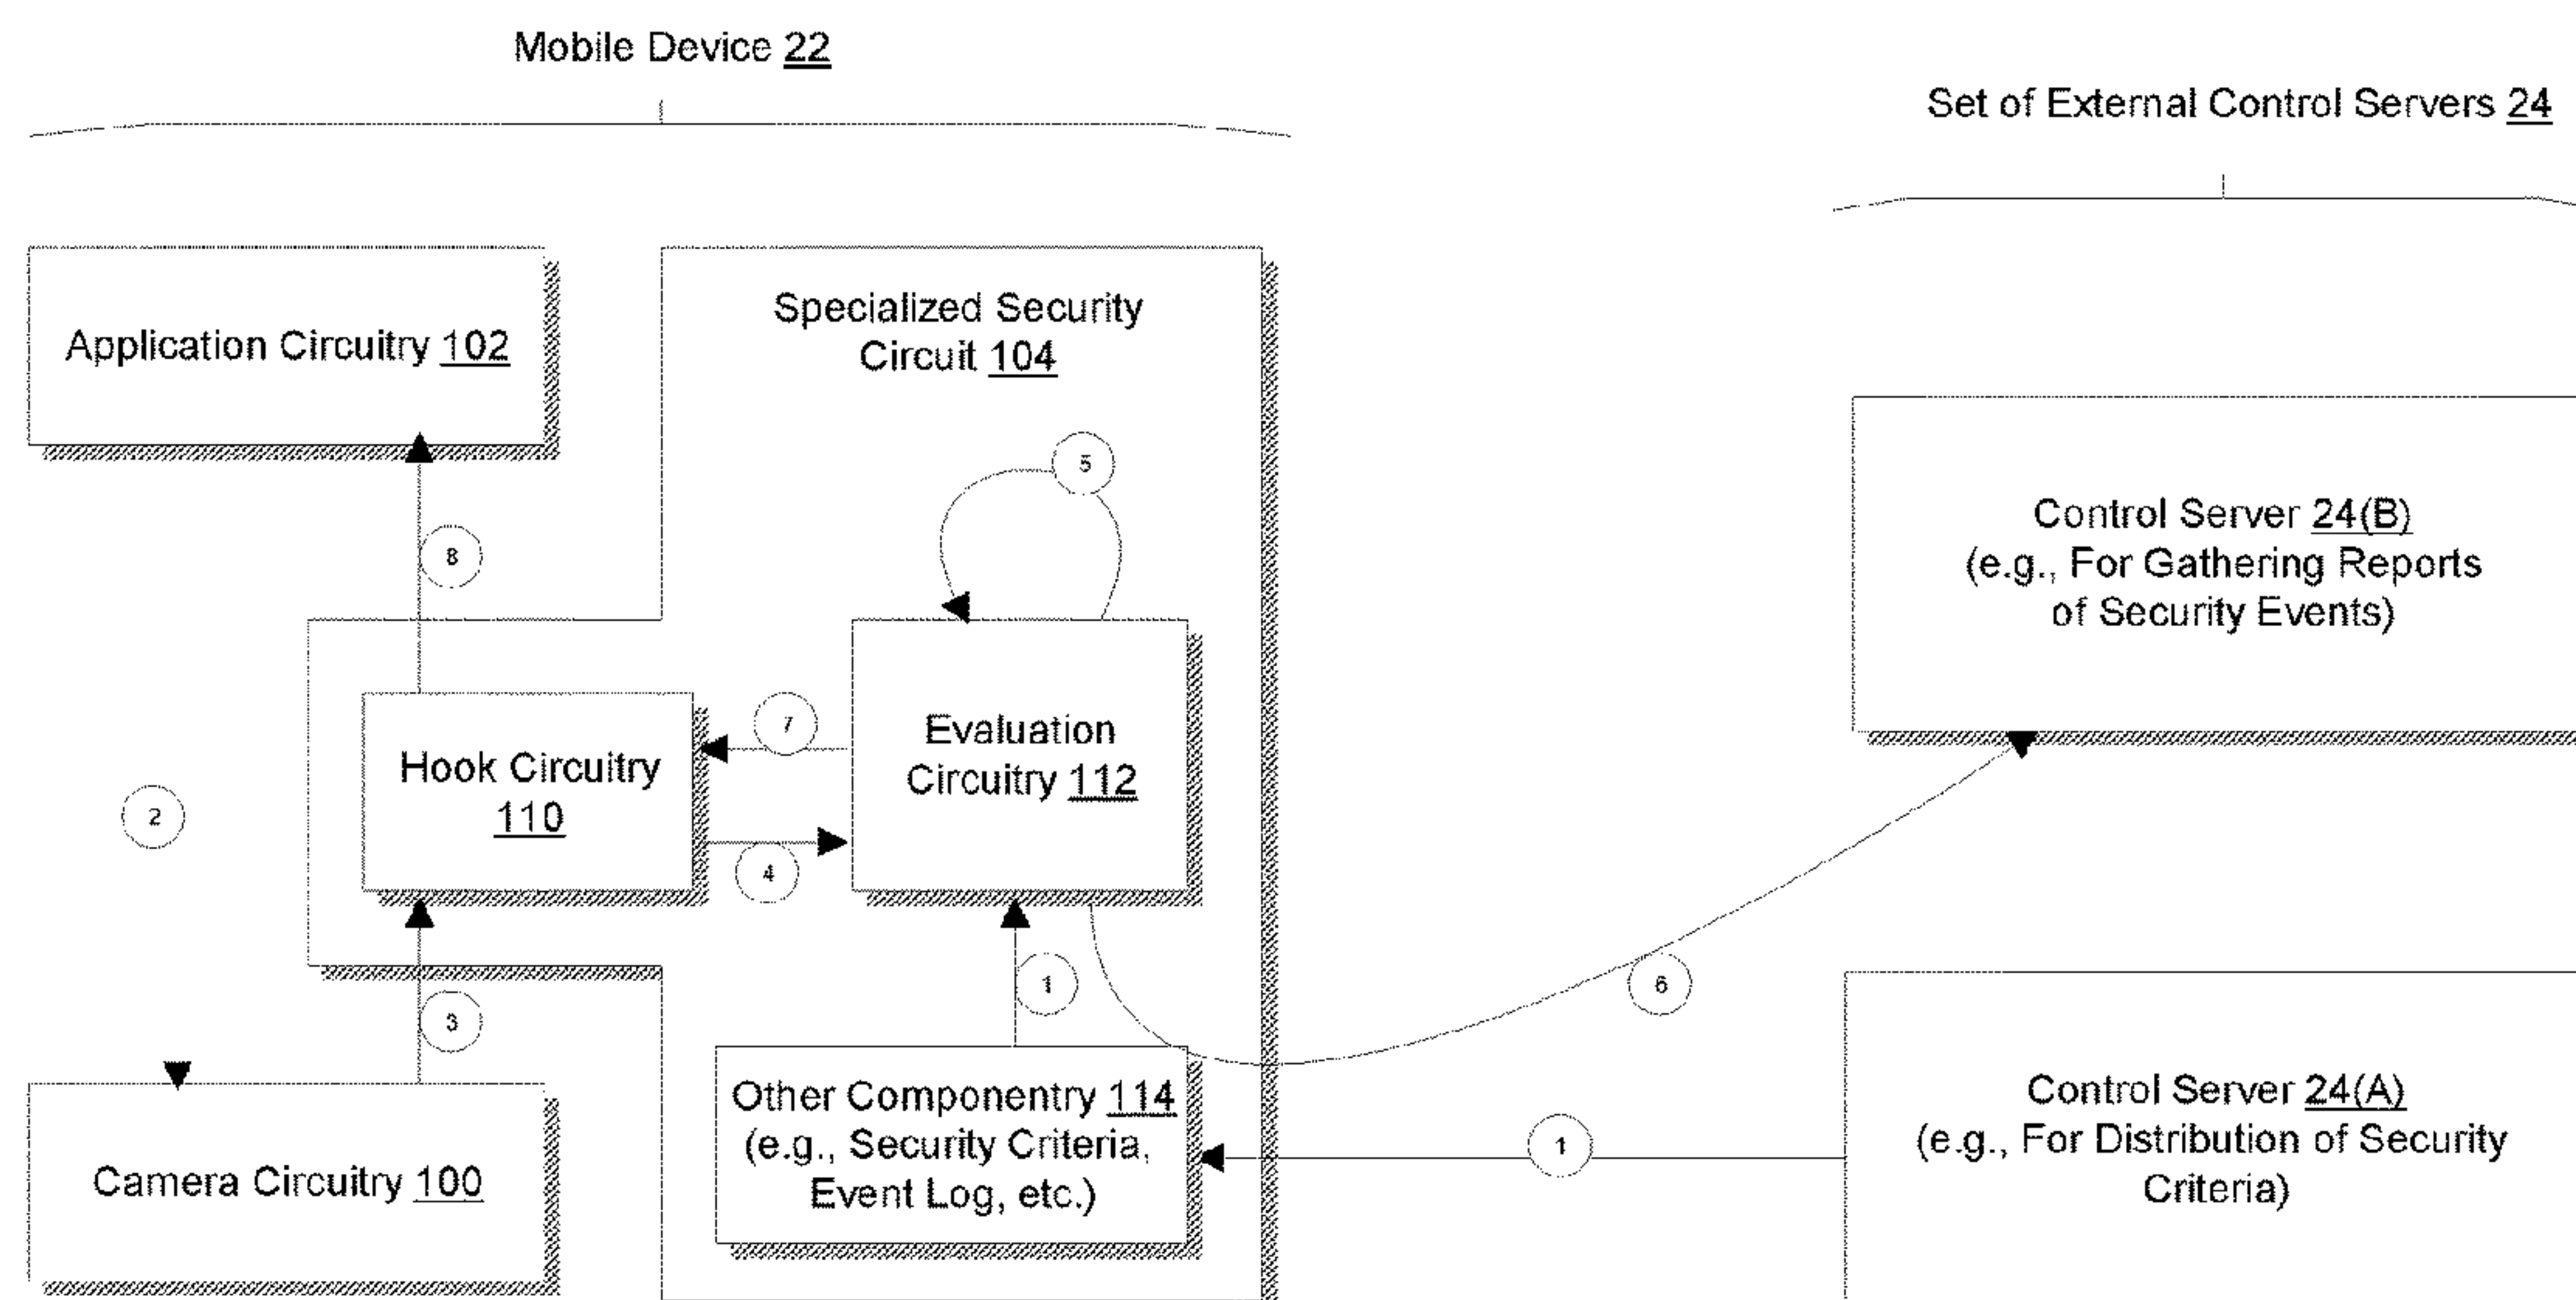 Mobile Device 22
Set of External Control Servers 24
Application Circuitry 102
Specialized Security
Circuit 104
5
8
Control Server 24(B)
(e.g., For Gathering Reports
of Security Events)
7
Evaluation
Circuitry 112
Hook Circuitry
110
2
4
1
6
3
Other Componentry 114
(e.g., Security Criteria,
Event Log, etc.)
1
Control Server 24(A)
(e.g., For Distribution of Security
Criteria)
Camera Circuitry 100